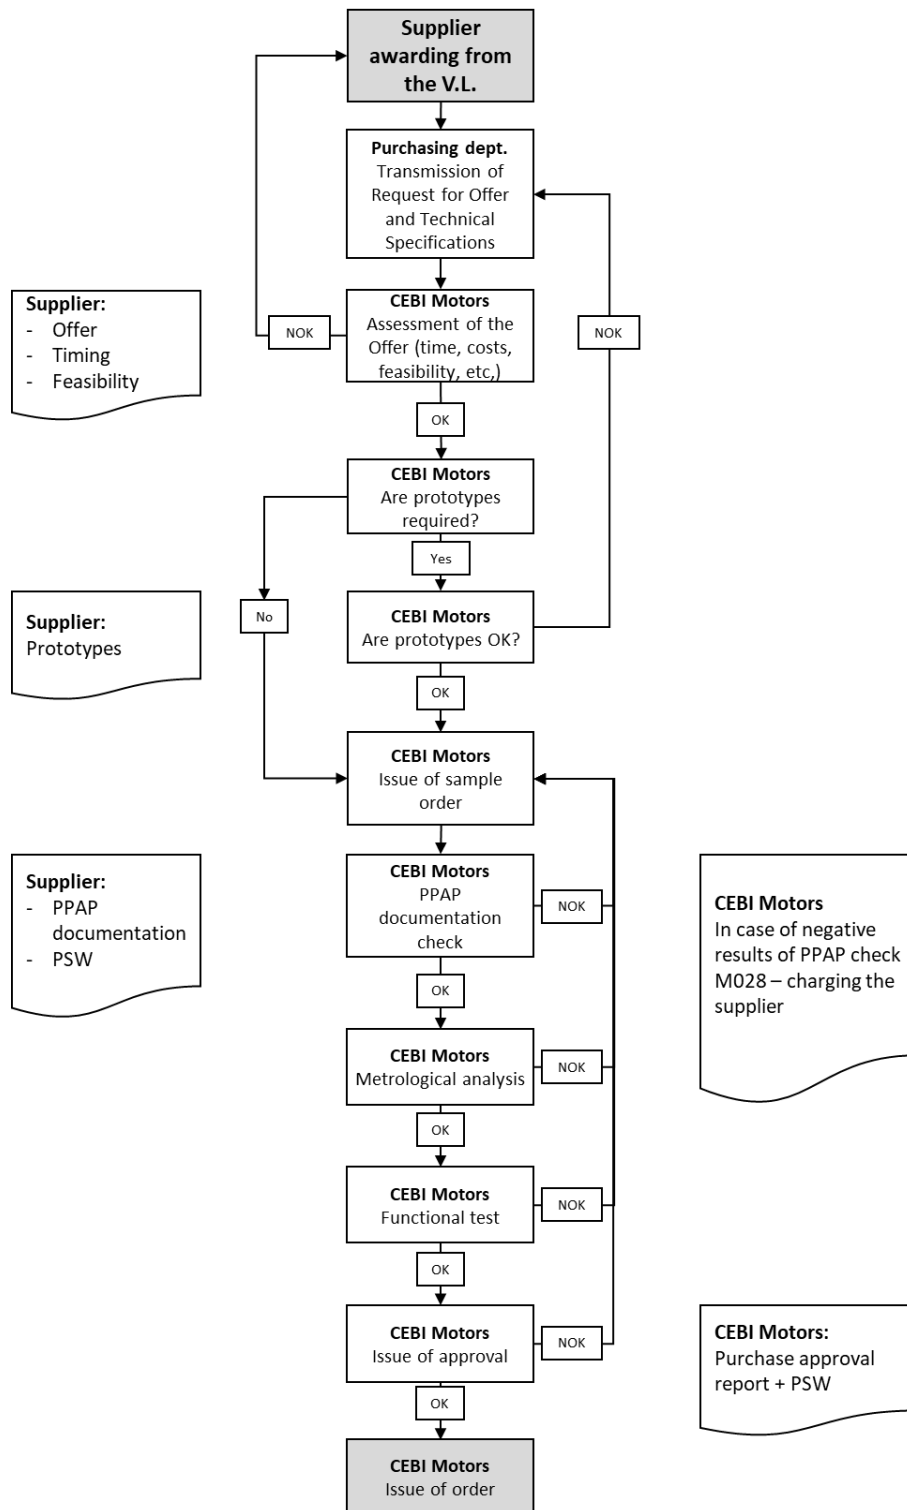 Supplier
awarding from
the V.L.
Purchasing dept.
Transmission of
Request for Offer
and Technical
Specifications
Supplier:
- Offer
- Timing
- Feasibility
CEBI Motors
Assessment of the
Offer (time, costs,
feasibility, etc,)
NOK
NOK
OK
CEBI Motors
Are prototypes
required?
Yes
No
Supplier:
Prototypes
CEBI Motors
Are prototypes OK?
OK
CEBI Motors
Issue of sample
order
Supplier:
- PPAP
documentation
- PSW
CEBI Motors
PPAP
documentation
check
NOK
CEBI Motors
In case of negative
results of PPAP check
M028 – charging the
supplier
OK
CEBI Motors
Metrological analysis
NOK
OK
CEBI Motors
Functional test
NOK
OK
CEBI Motors
Issue of approval
NOK
CEBI Motors:
Purchase approval
report + PSW
OK
CEBI Motors
Issue of order